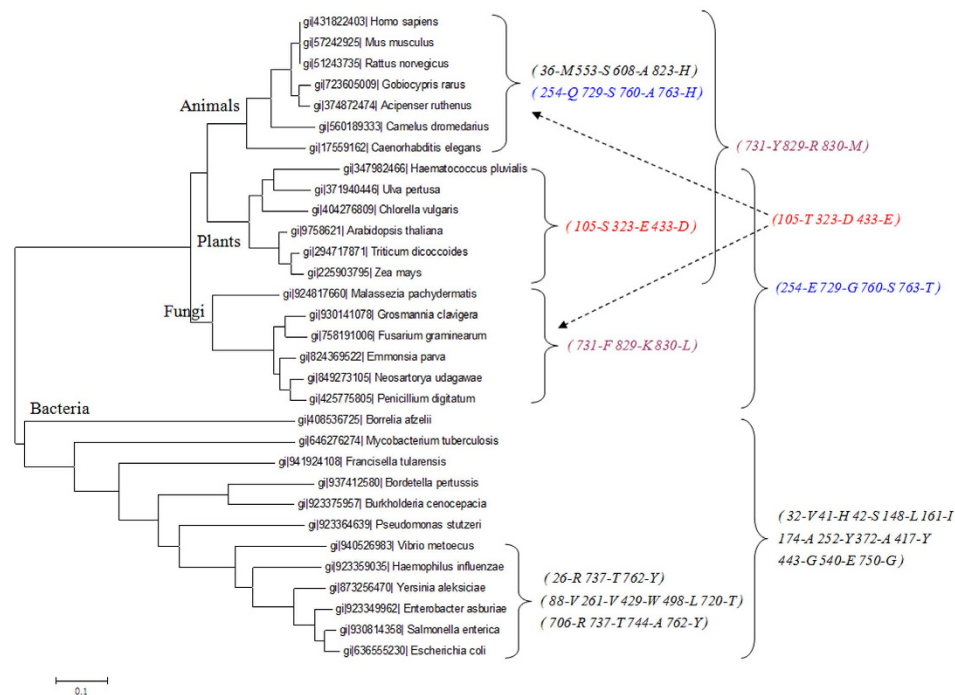 gi|431822403| Homo sapiens
gi|57242925| Mus musculus
gi|51243735| Rattus norvegicus
gi|723605009| Gobiocypris rarus
gi|374872474| Acipenser ruthenus
gi|560189333| Camelus dromedarius
gi|17559162| Caenorhabditis elegans
Animals
(36-M 553-S 608-A 823-H)
(254-Q 729-S 760-A 763-H)
(731-Y 829-R 830-M)
gi|347982466| Haematococcus pluvialis
gi|371940446| Ulva pertusa
gi|404276809| Chlorella vulgaris
gi|9758621| Arabidopsis thaliana
gi|294717871| Triticum dicoccoides
gi|225903795| Zea mays
Plants
(105-S 323-E 433-D)
(105-T 323-D 433-E)
(254-E 729-G 760-S 763-T)
gi|924817660| Malassezia pachydermatis
gi|930141078| Grosmannia clavigera
gi|758191006| Fusarium graminearum
gi|824369522| Emmonsia parva
gi|849273105| Neosartorya udagawae
gi|425775805| Penicillium digitatum
Fungi
(731-F 829-K 830-L)
Bacteria
gi|408536725| Borrelia afzelii
gi|646276274| Mycobacterium tuberculosis
gi|941924108| Francisella tularensis
gi|937412580| Bordetella pertussis
gi|923375957| Burkholderia cenocepacia
gi|923364639| Pseudomonas stutzeri
gi|940526983| Vibrio metoecus
gi|923359035| Haemophilus influenzae
gi|873256470| Yersinia aleksiciae
gi|923349962| Enterobacter asburiae
gi|930814358| Salmonella enterica
gi|636555230| Escherichia coli
(26-R 737-T 762-Y)
(88-V 261-V 429-W 498-L 720-T)
(706-R 737-T 744-A 762-Y)
(32-V 41-H 42-S 148-L 161-I
174-A 252-Y 372-A 417-Y
443-G 540-E 750-G)
0.1